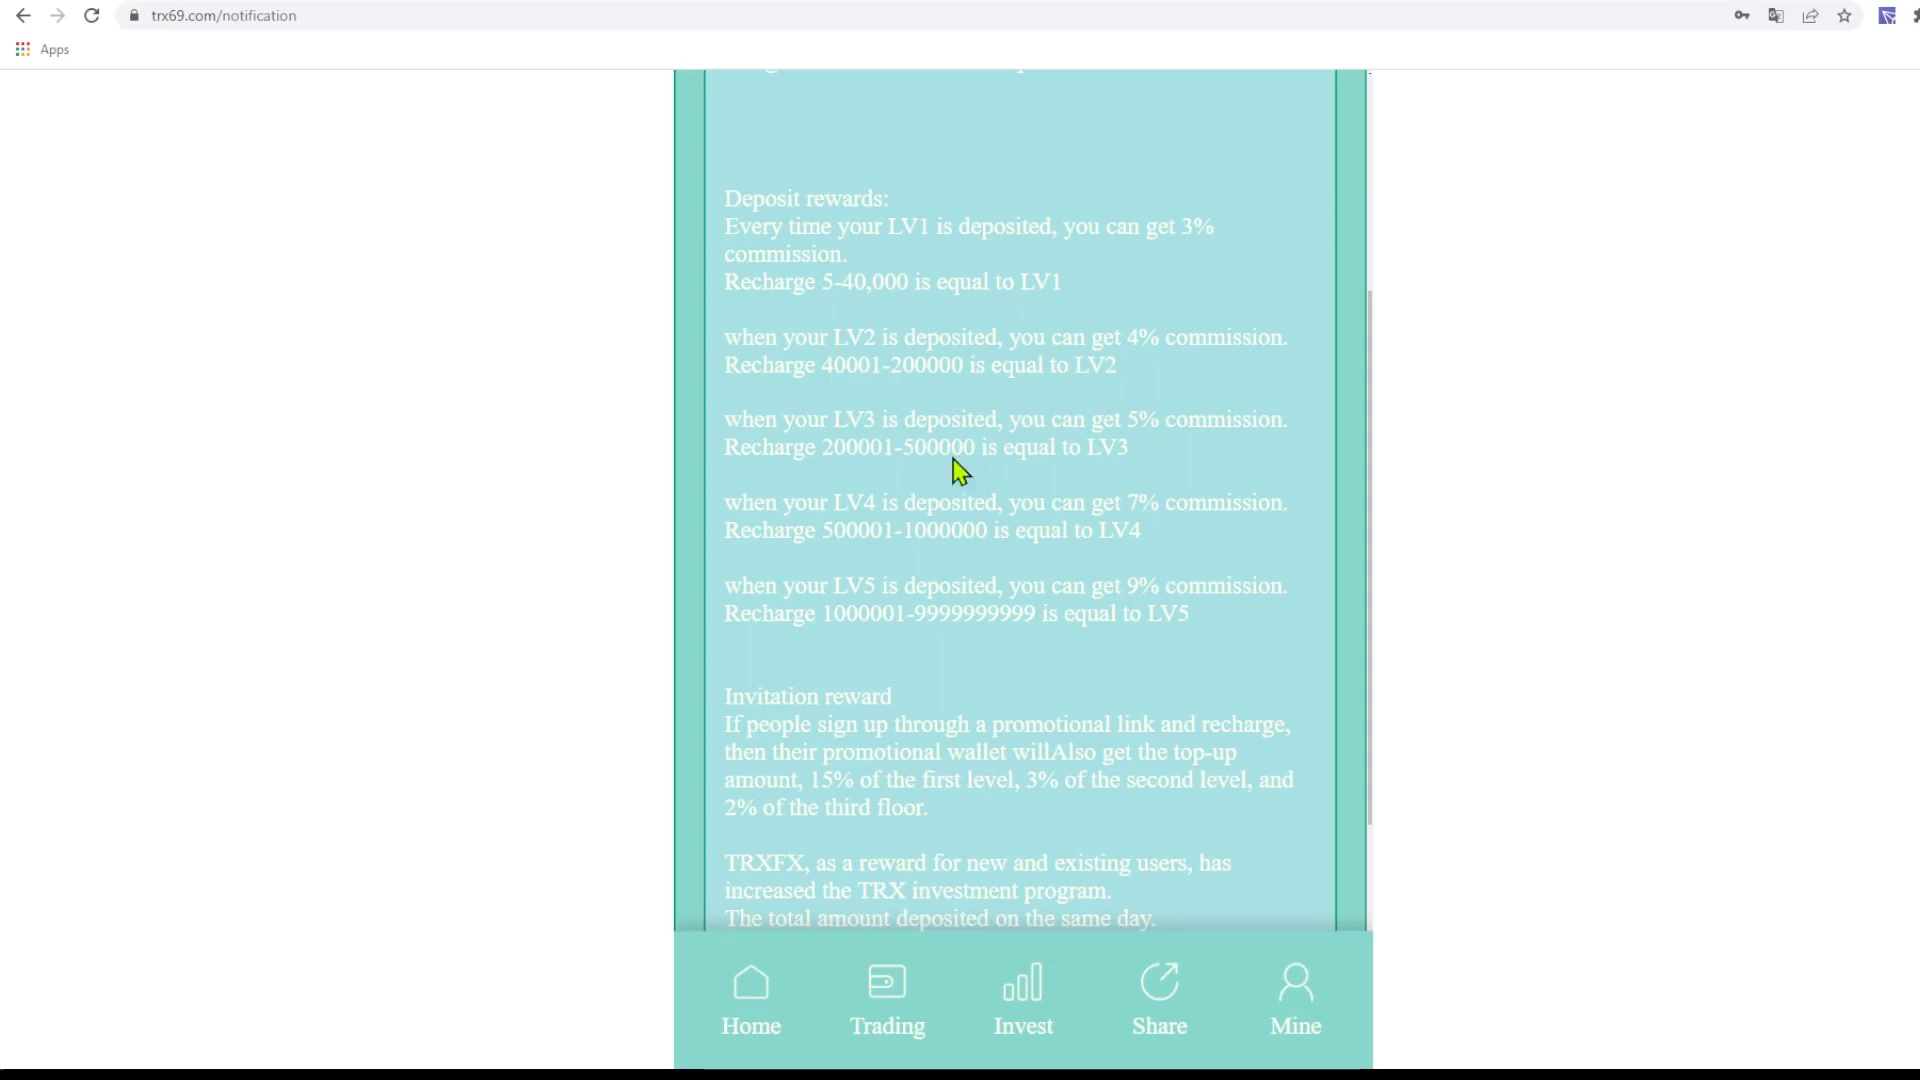 trx69.com/notification
Apps
Deposit rewards:
Every time your LV1 is deposited, you can get 3%
commission.
Recharge 5-40,000 is equal to LV1
when your LV2 is deposited, you can get 4% commission.
Recharge 40001-200000 is equal to LV2
when your LV3 is deposited, you can get 5% commission.
Recharge 200001-500000 is equal to LV3
when your LV4 is deposited, you can get 7% commission.
Recharge 500001-1000000 is equal to LV4
when your LV5 is deposited, you can get 9% commission.
Recharge 1000001-9999999999 is equal to LV5
Invitation reward
If people sign up through a promotional link and recharge,
then their promotional wallet willAlso get the top-up
amount, 15% of the first level, 3% of the second level, and
2% of the third floor.
TRXFX, as a reward for new and existing users, has
increased the TRX investment program.
The total amount deposited on the same day.
Home
Trading
Invest
Share
Mine